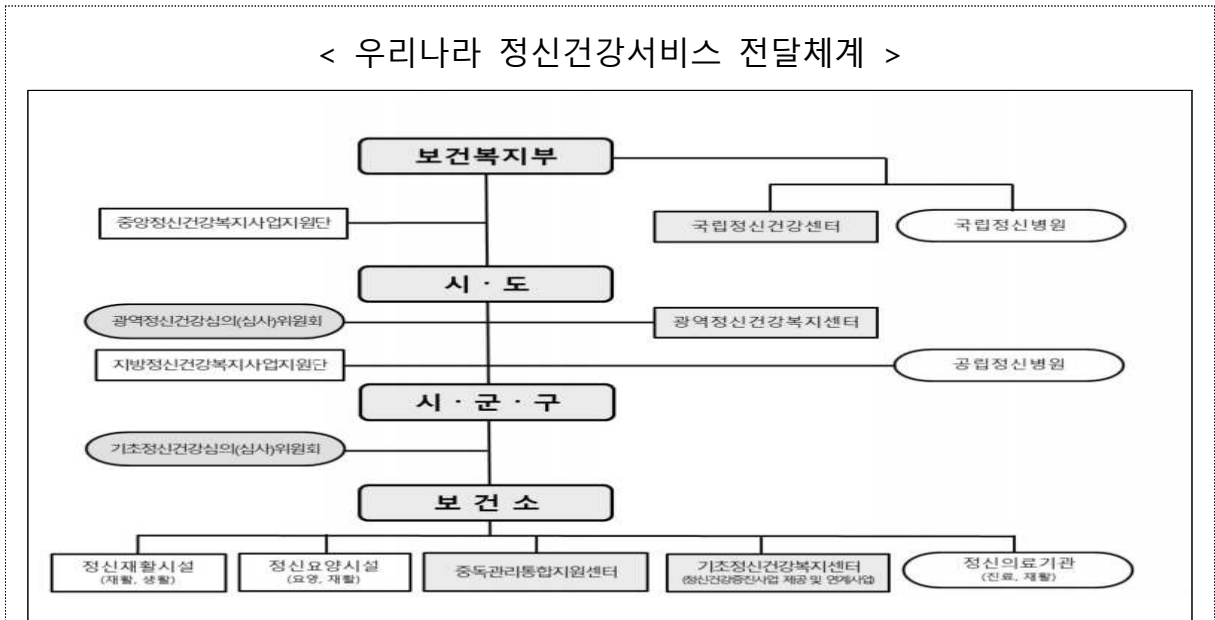 < 우리나라 정신건강서비스 전달체계 >
보건복지부
중앙정신건강복지사업지원단
국립정신건강센터
국립정신병원
시 · 도
광역정신건강심의(심사)위원회
광역정신건강복지센터
지방정신건강복지사업지원단
공립정신병원
시 · 군 · 구
기초정신건강심의(심사)위원회
보 건 소
정신재활시설
(재활, 생활)
정신요양시설
(요양, 재활)
중독관리통합지원센터
기초정신건강복지센터
(정신건강증진사업 제공 및 연계사업)
정신의료기관
(진료, 재활)